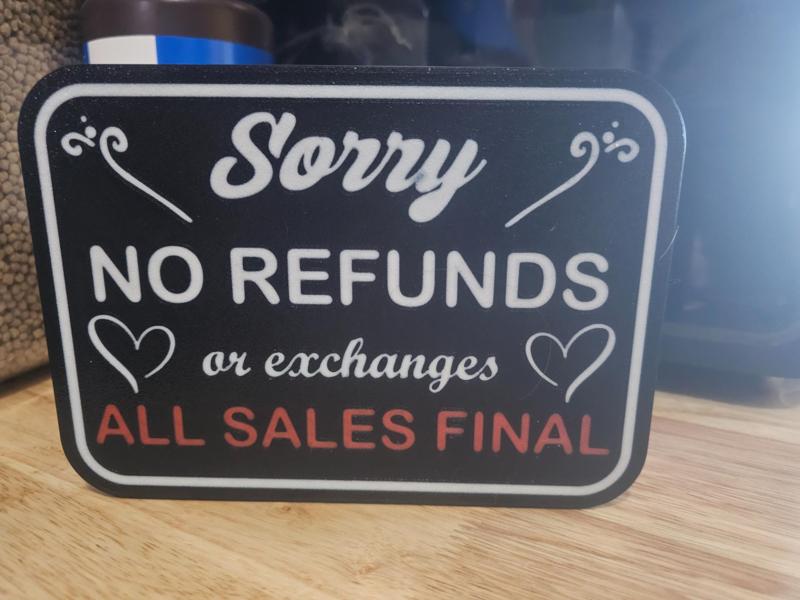 Sorry
NO REFUNDS
or exchanges
ALL SALES FINAL